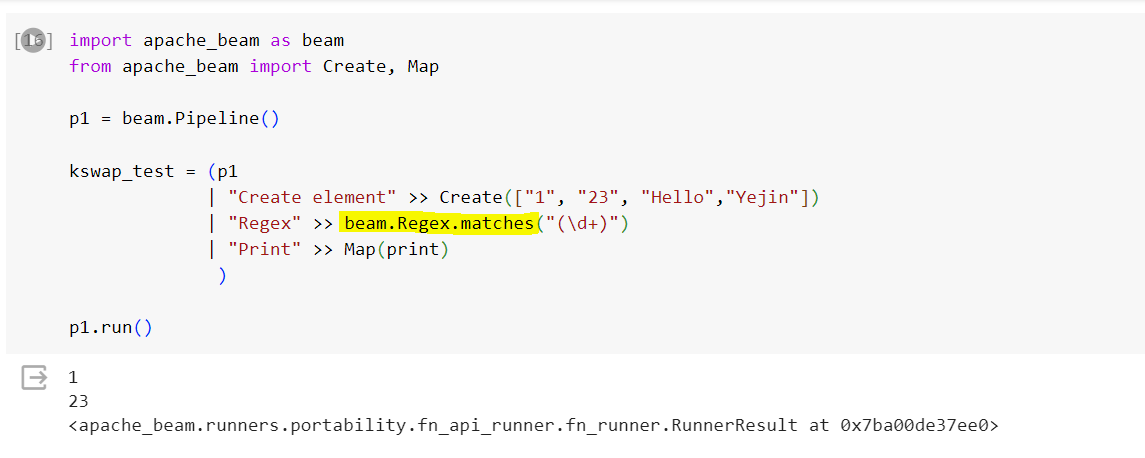 [16] import apache_beam as beam
from apache_beam import Create, Map
p1 = beam.Pipeline()
kswap_test = (p1
| "Create element" >> Create(["1", "23", "Hello","Yejin"])
| "Regex" >> beam.Regex.matches("(\d+)")
| "Print" >> Map(print)
)
p1.run()
1
23
<apache_beam.runners.portability.fn_api_runner.fn_runner.RunnerResult at 0x7ba00de37ee0>